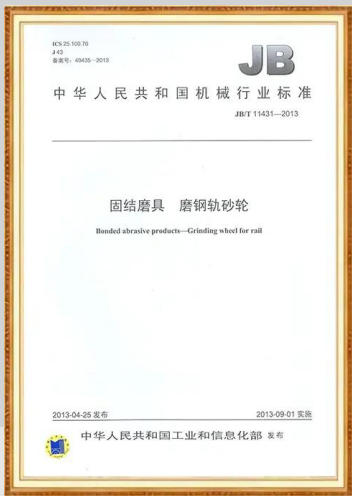 ICS 25.100.70
J 43
备案号：40435—2013
JB
中华人民共和国机械行业标准
JB/T 11431—2013
固结磨具 磨钢轨砂轮
Bonded abrasive products—Grinding wheel for rail
2013-04-25 发布
2013-09-01 实施
中华人民共和国工业和信息化部 发布